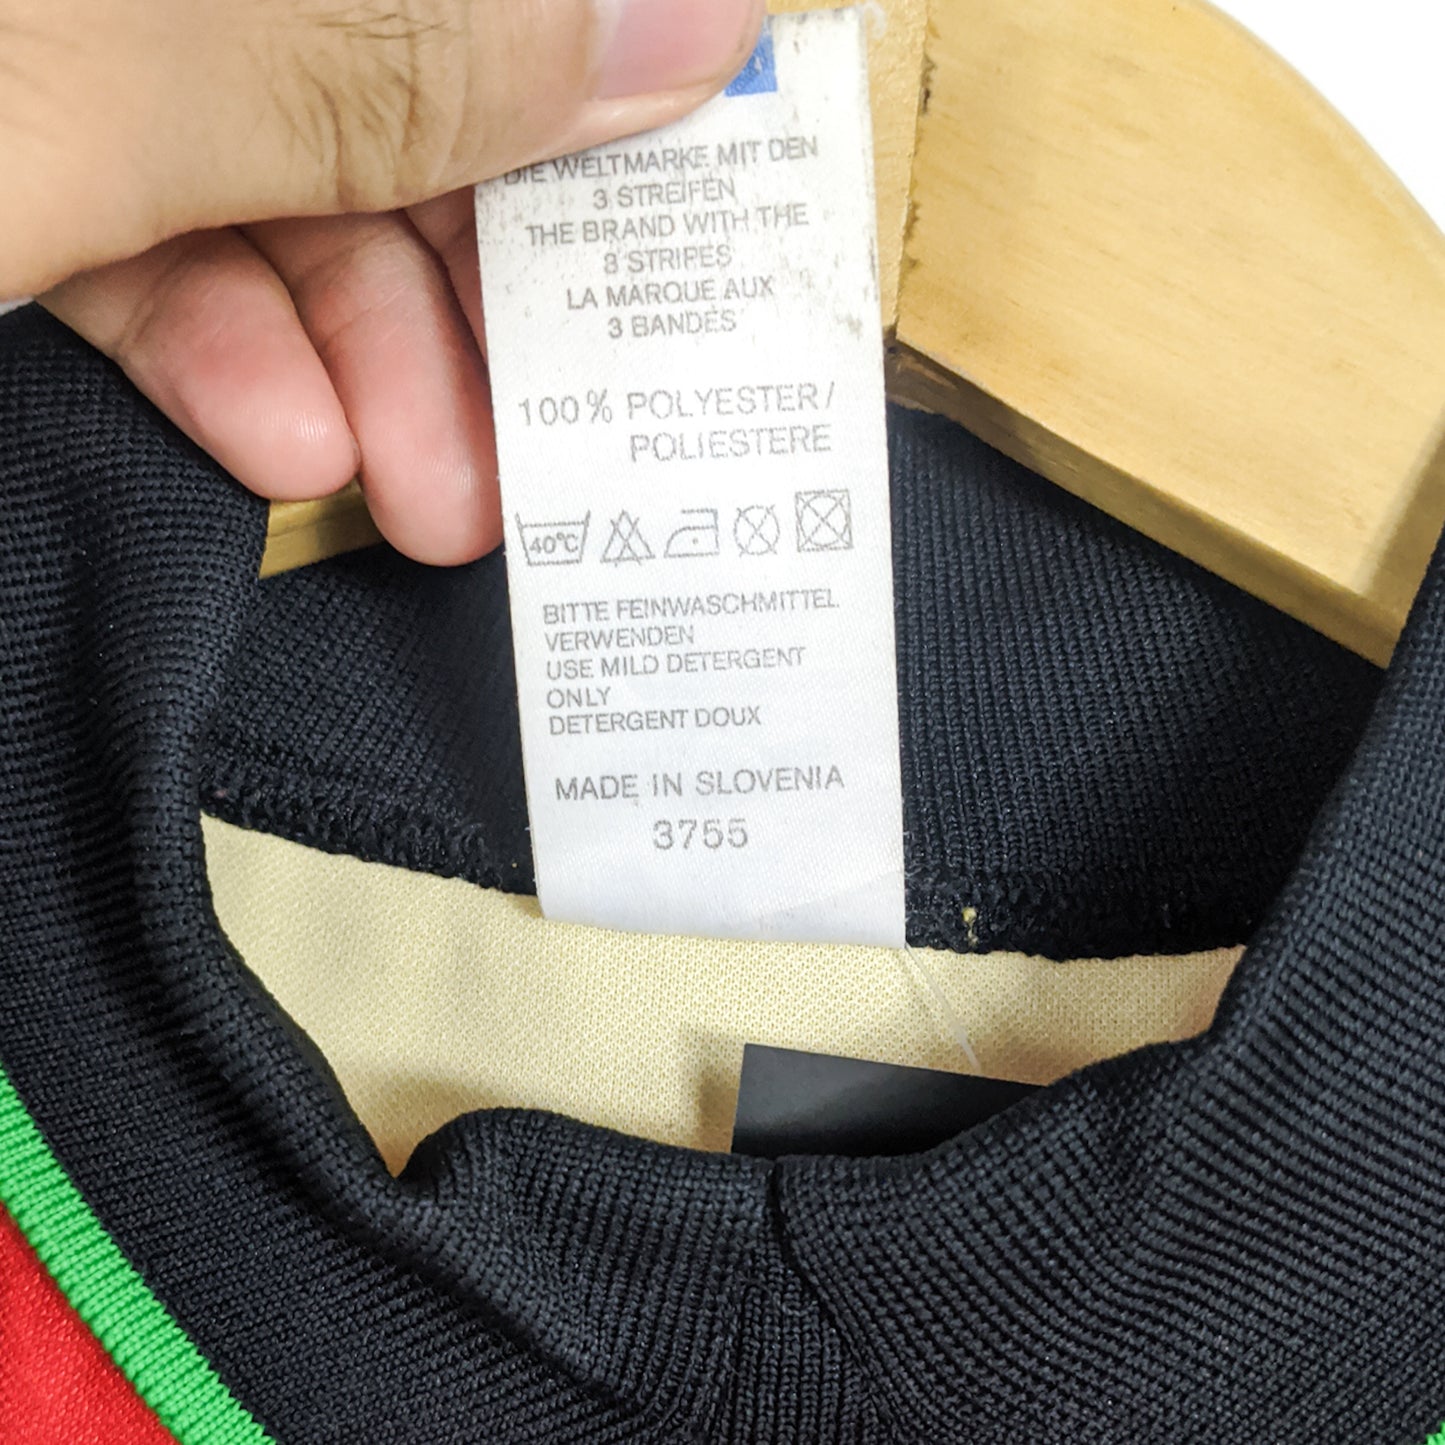 DIE WELTMARKE MIT DEN
3 STREIFEN
THE BRAND WITH THE
3 STRIPES
LA MARQUE AUX
3 BANDES
100% POLYESTER/
POLIESTERE
40°C
BITTE FEINWASCHMITTEL
VERWENDEN
USE MILD DETERGENT
ONLY
DETERGENT DOUX
MADE IN SLOVENIA
3755